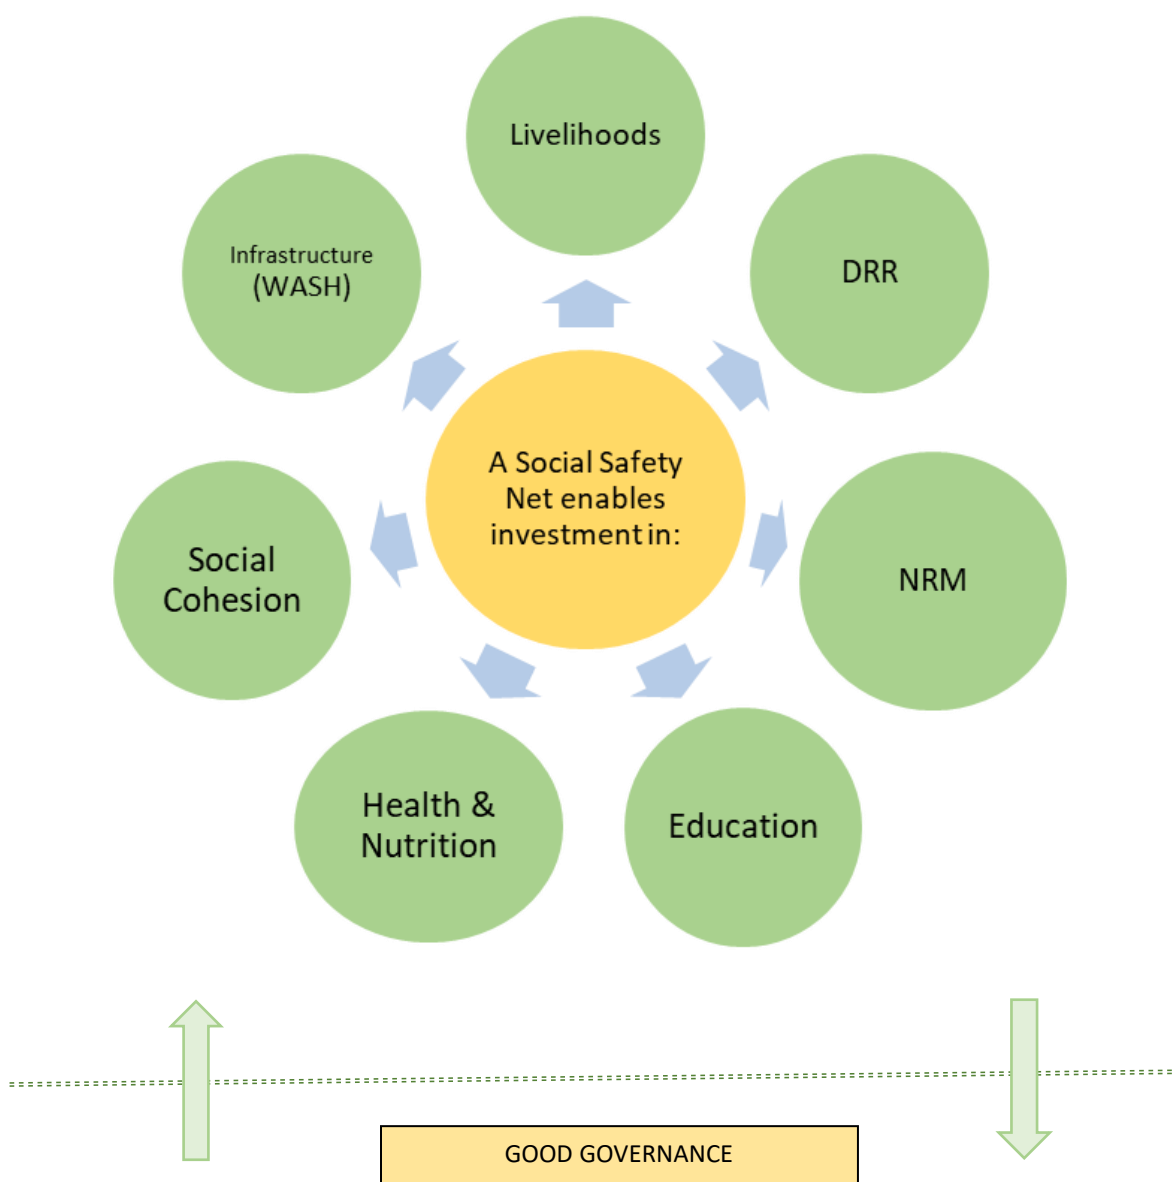 Livelihoods
DRR
Infrastructure
(WASH)
A Social Safety
Net enables
investment in:
NRM
Social
Cohesion
Health &
Nutrition
Education
GOOD GOVERNANCE